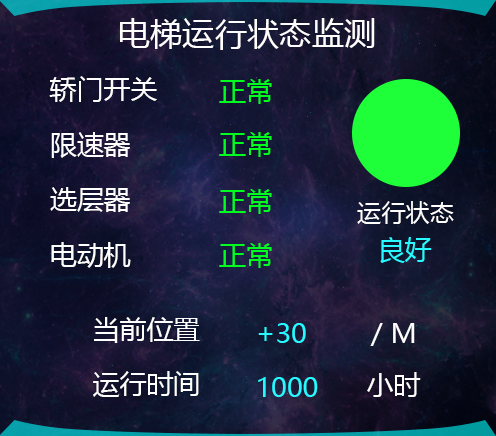 电梯运行状态监测
轿门开关 正常
限速器 正常
选层器 正常
电动机 正常
运行状态
良好
当前位置 +30 / M
运行时间 1000 小时